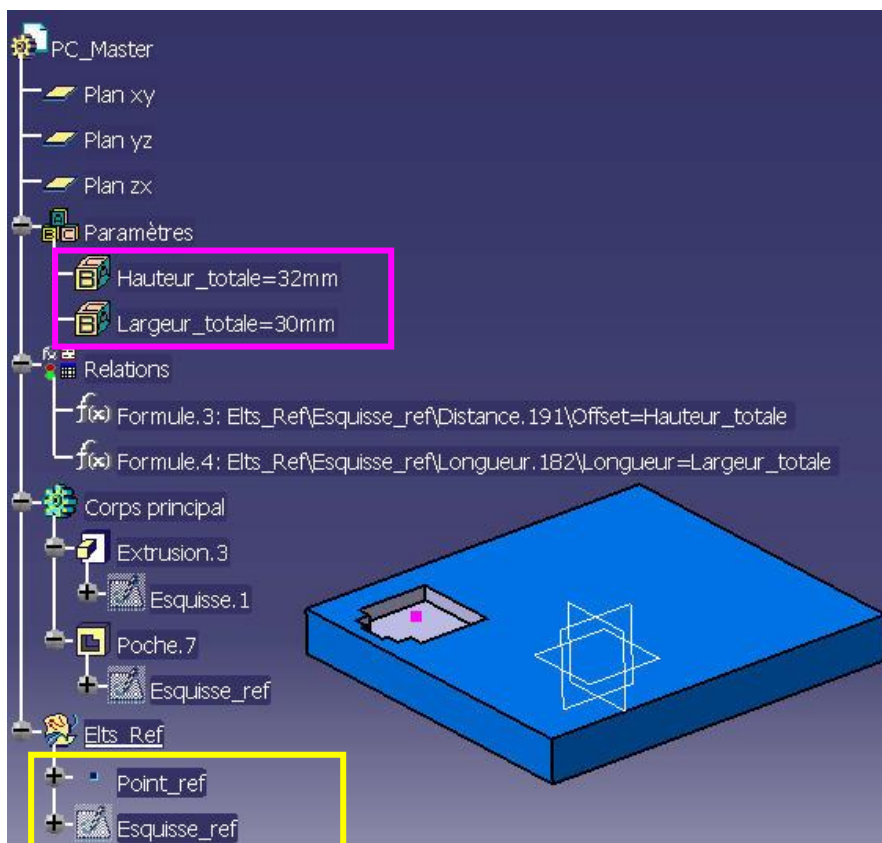 PC_Master
Plan xy
Plan yz
Plan zx
Paramètres
Hauteur_totale=32mm
Largeur_totale=30mm
Relations
f(x) Formule.3: Elts_Ref\Esquisse_ref\Distance.191\Offset=Hauteur_totale
f(x) Formule.4: Elts_Ref\Esquisse_ref\Longueur.182\Longueur=Largeur_totale
Corps principal
Extrusion.3
Esquisse.1
Poche.7
Esquisse_ref
Elts_Ref
Point_ref
Esquisse_ref